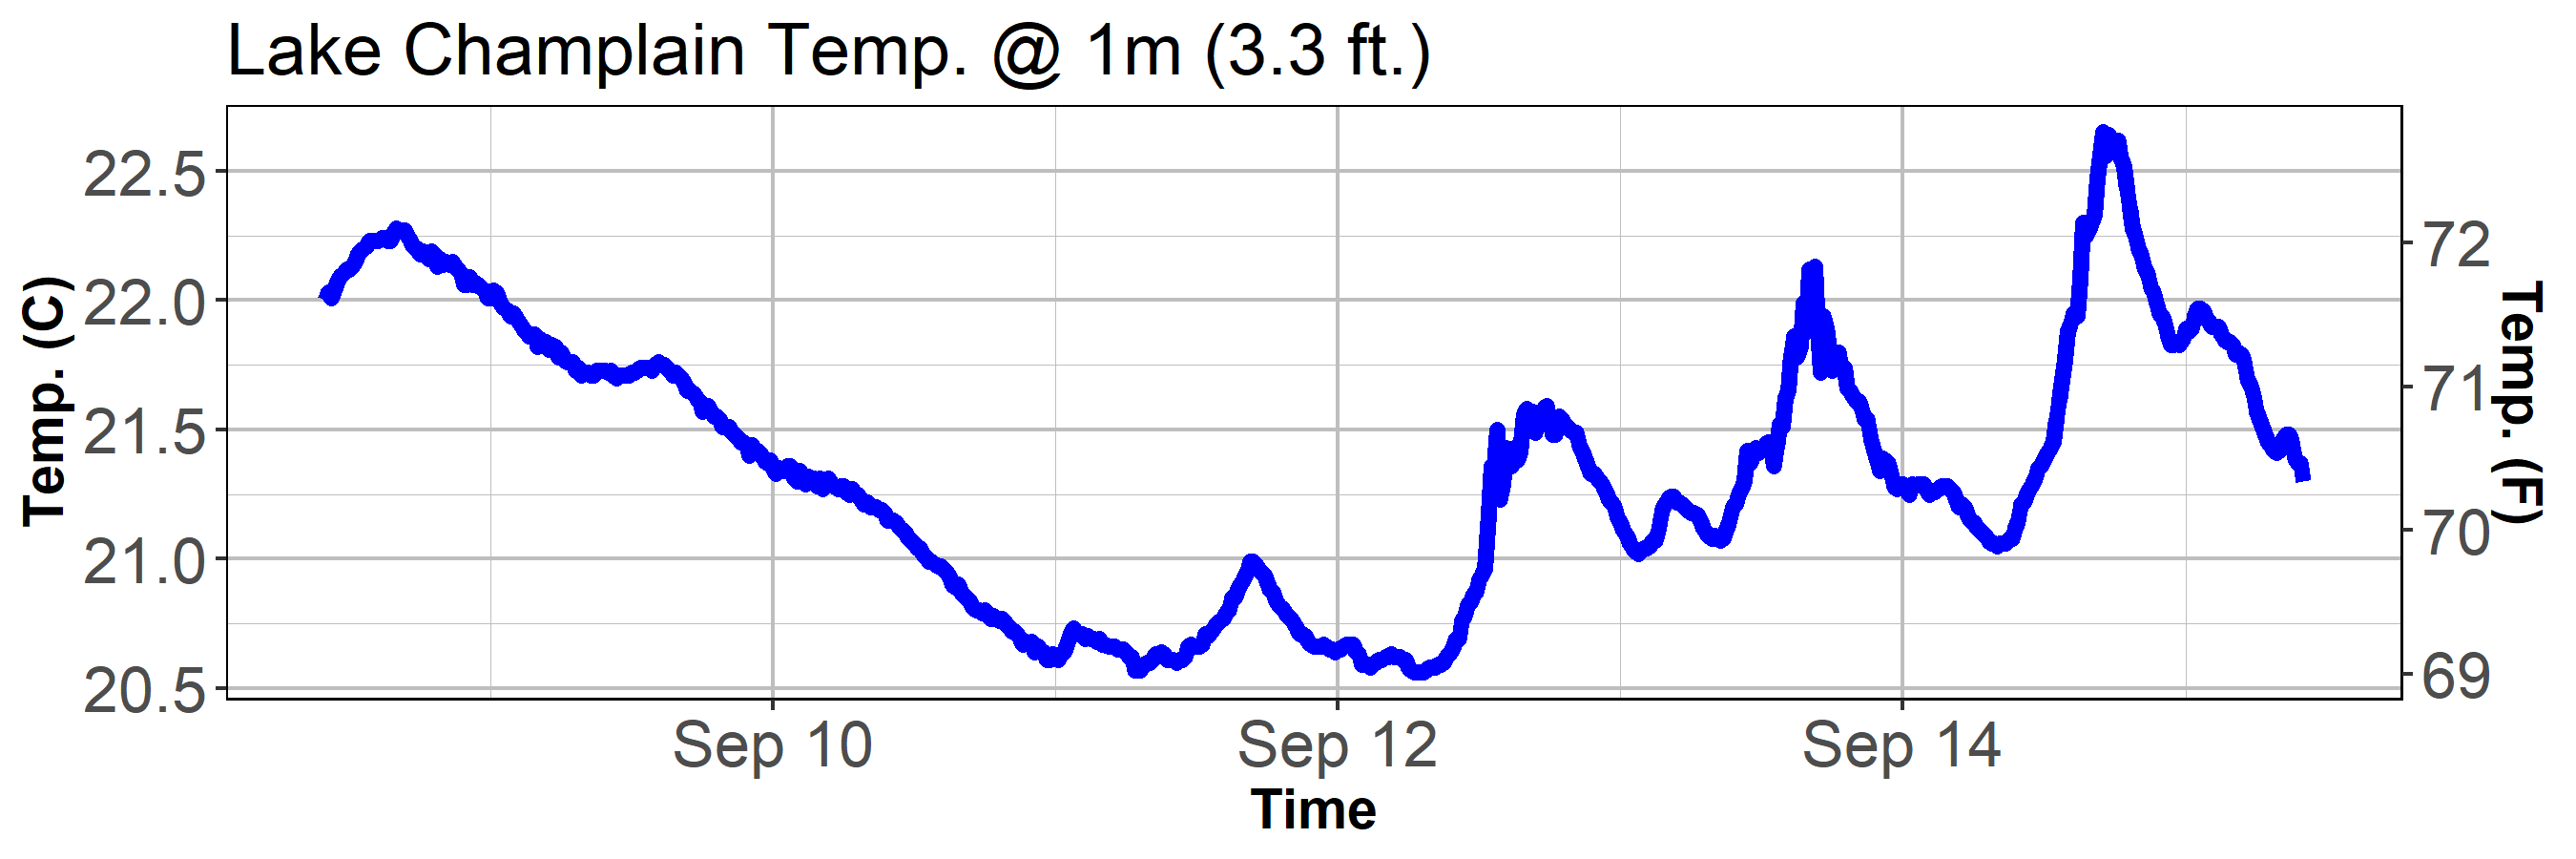 Lake Champlain Temp. @ 1m (3.3 ft.)
Temp. (C)
22.5
22.0
21.5
21.0
20.5
72
71
70
69
Temp. (F)
Sep 10
Sep 12
Sep 14
Time